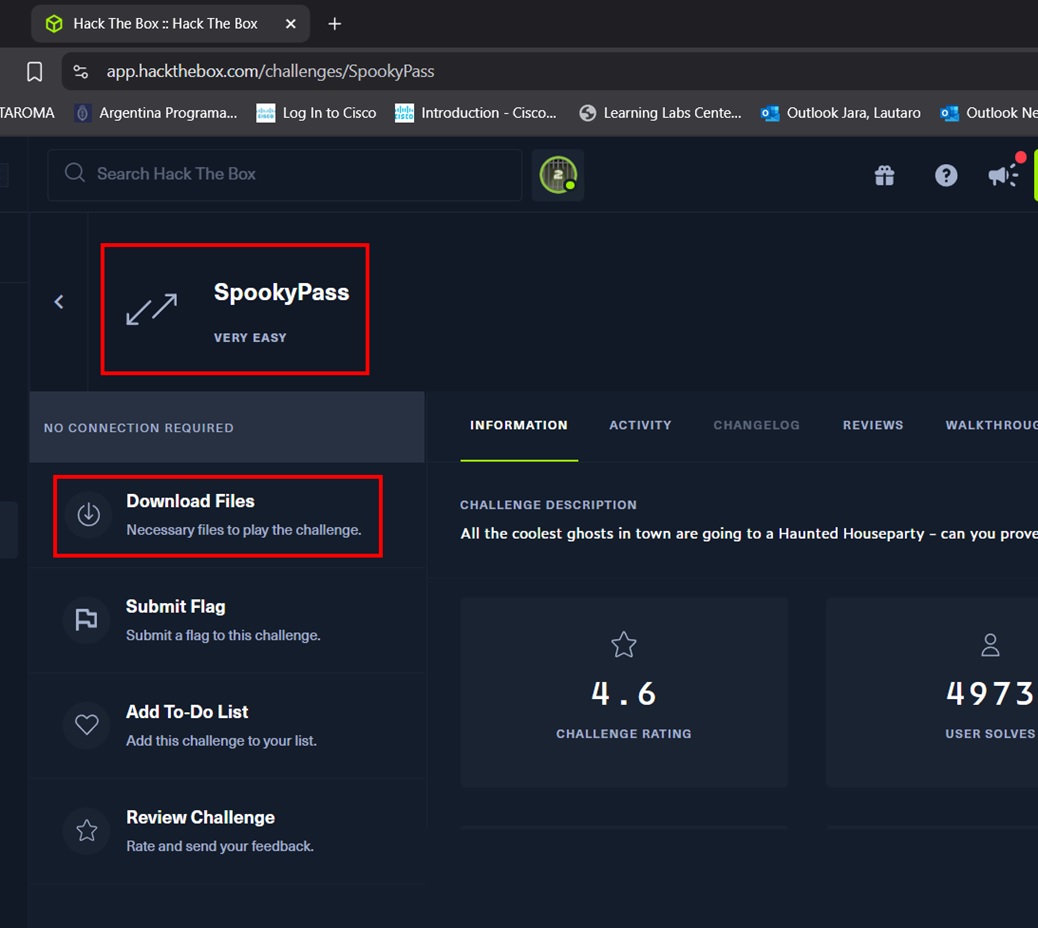 Hack The Box :: Hack The Box
app.hackthebox.com/challenges/SpookyPass
TAROMA Argentina Programa... Log In to Cisco Introduction - Cisco... Learning Labs Cente... Outlook Jara, Lautaro Outlook Ne
Search Hack The Box
2
SpookyPass
VERY EASY
NO CONNECTION REQUIRED
INFORMATION ACTIVITY CHANGELOG REVIEWS WALKTHROUG
Download Files
Necessary files to play the challenge.
CHALLENGE DESCRIPTION
All the coolest ghosts in town are going to a Haunted Houseparty - can you prove
Submit Flag
Submit a flag to this challenge.
4.6
CHALLENGE RATING
4973
USER SOLVES
Add To-Do List
Add this challenge to your list.
Review Challenge
Rate and send your feedback.